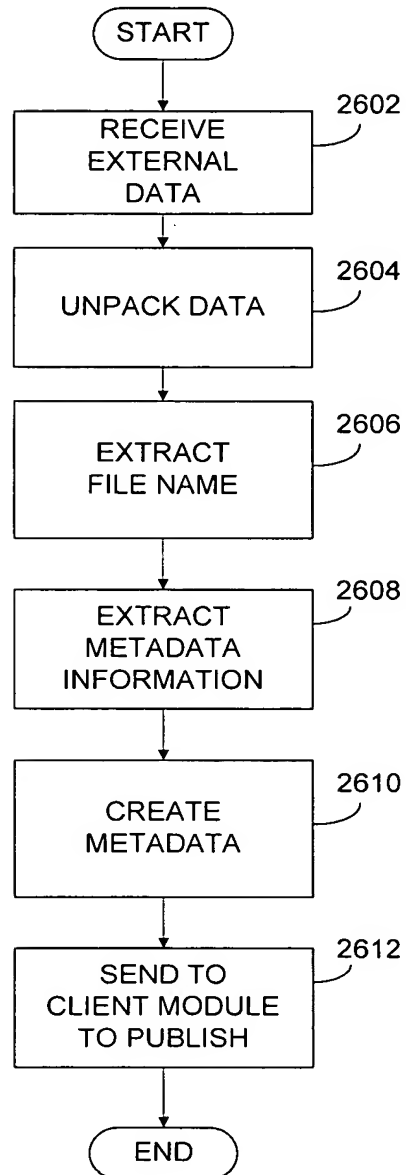 START
2602
RECEIVE
EXTERNAL
DATA
2604
UNPACK DATA
2606
EXTRACT
FILE NAME
2608
EXTRACT
METADATA
INFORMATION
2610
CREATE
METADATA
2612
SEND TO
CLIENT MODULE
TO PUBLISH
END